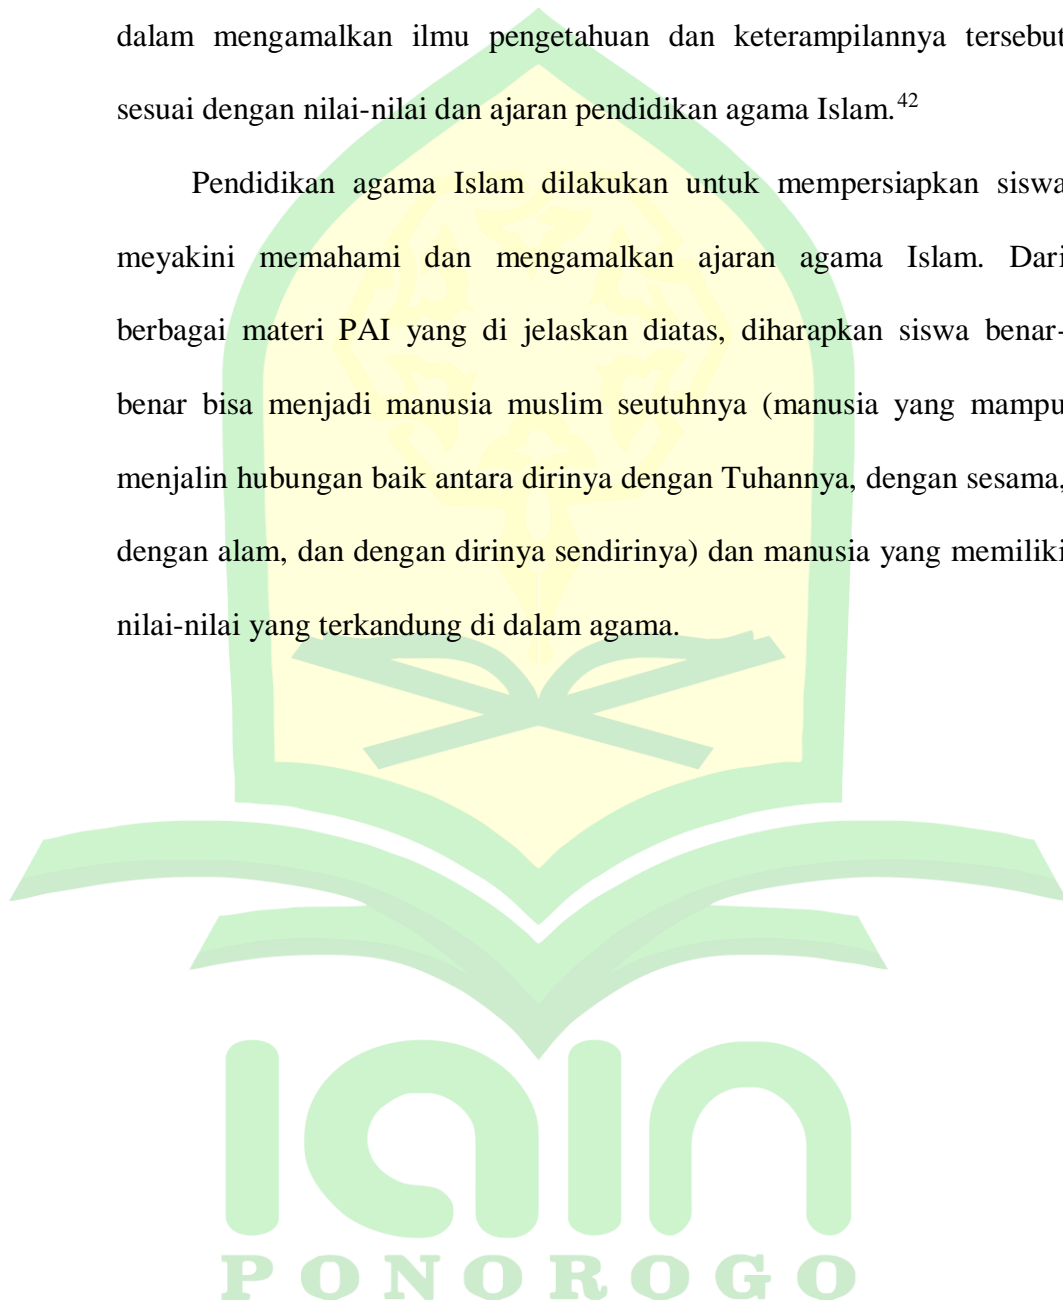 dalam mengamalkan ilmu pengetahuan dan keterampilannya tersebut
sesuai dengan nilai-nilai dan ajaran pendidikan agama Islam.42
Pendidikan agama Islam dilakukan untuk mempersiapkan siswa
meyakini memahami dan mengamalkan ajaran agama Islam. Dari
berbagai materi PAI yang di jelaskan diatas, diharapkan siswa benar-
benar bisa menjadi manusia muslim seutuhnya (manusia yang mampu
menjalin hubungan baik antara dirinya dengan Tuhannya, dengan sesama,
dengan alam, dan dengan dirinya sendirinya) dan manusia yang memiliki
nilai-nilai yang terkandung di dalam agama.
iain
PONOROGO